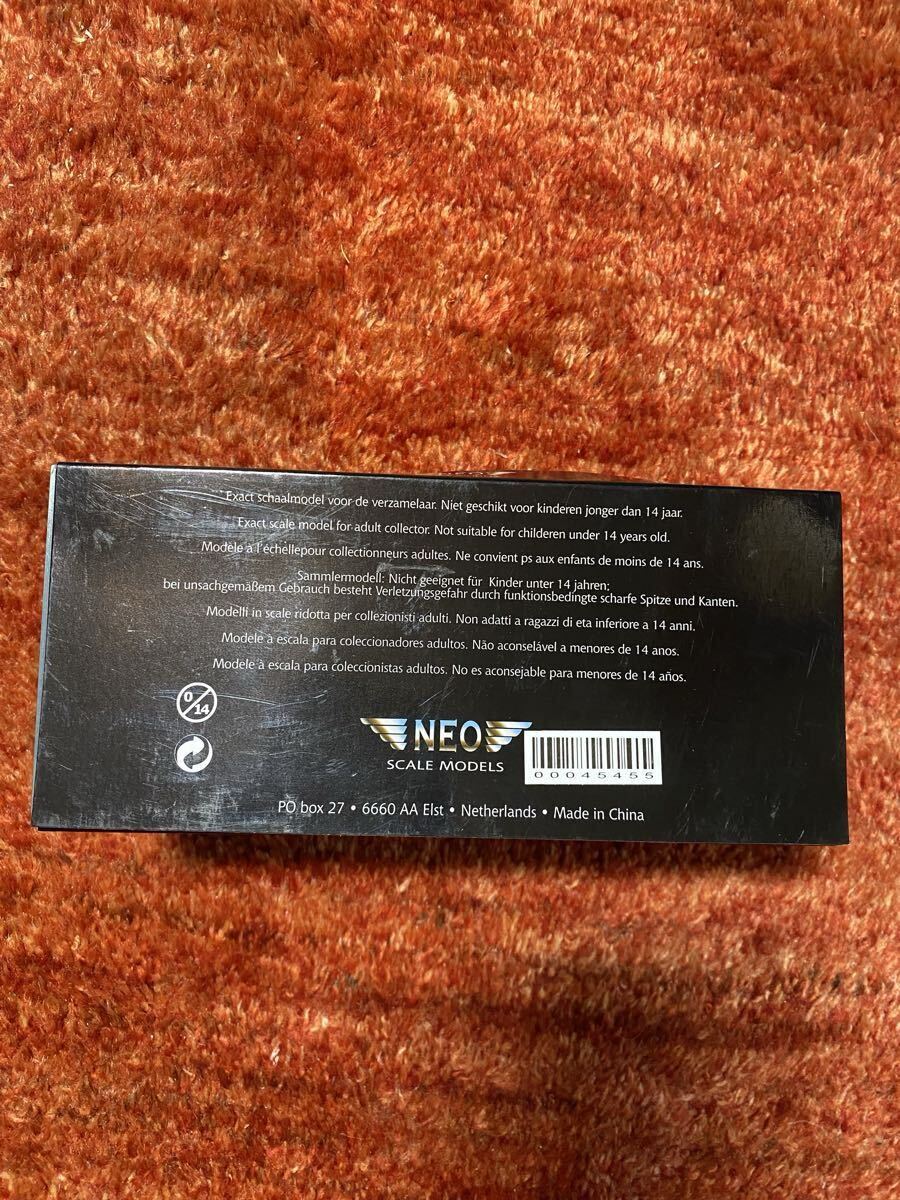 Exact schaalmodel voor de verzamelaar. Niet geschikt voor kinderen jonger dan 14 jaar.
Exact scale model for adult collector. Not suitable for childeren under 14 years old.
Modèle à l'échellepour collectionneurs adultes. Ne convient ps aux enfants de moins de 14 ans.
Sammlermodell: Nicht geeignet für Kinder unter 14 jahren;
bei unsachgemäßem Gebrauch besteht Verletzungsgefahr durch funktionsbedingte scharfe Spitze und Kanten.
Modelli in scale ridotta per collezionisti adulti. Non adatti a ragazzi di eta inferiore a 14 anni.
Modele à escala para coleccionadores adultos. Não aconselável a menores de 14 anos.
Modele à escala para coleccionistas adultos. No es aconsejable para menores de 14 años.
0/14
NEO
SCALE MODELS
00045455
PO box 27 • 6660 AA Elst • Netherlands • Made in China